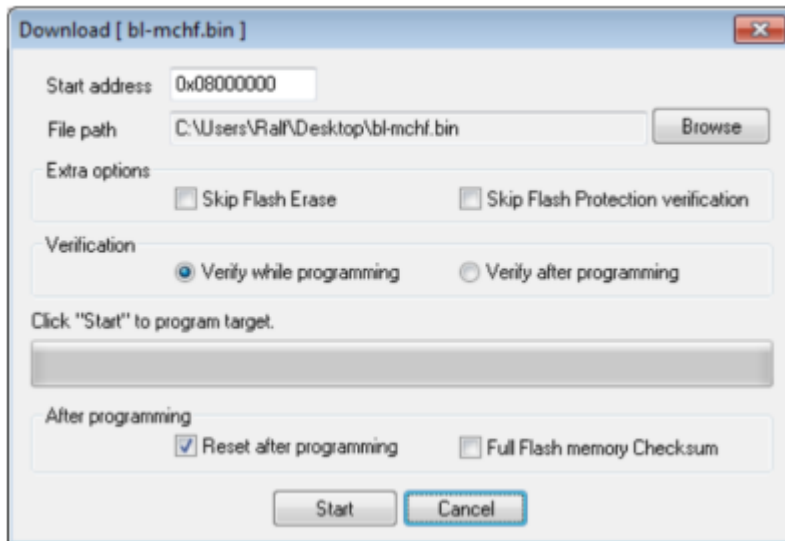 Download [ bl-mchf.bin ]
Start address 0x08000000
File path C:\Users\Ralf\Desktop\bl-mchf.bin Browse
Extra options
Skip Flash Erase Skip Flash Protection verification
Verification
Verify while programming Verify after programming
Click "Start" to program target.
After programming
Reset after programming Full Flash memory Checksum
Start Cancel